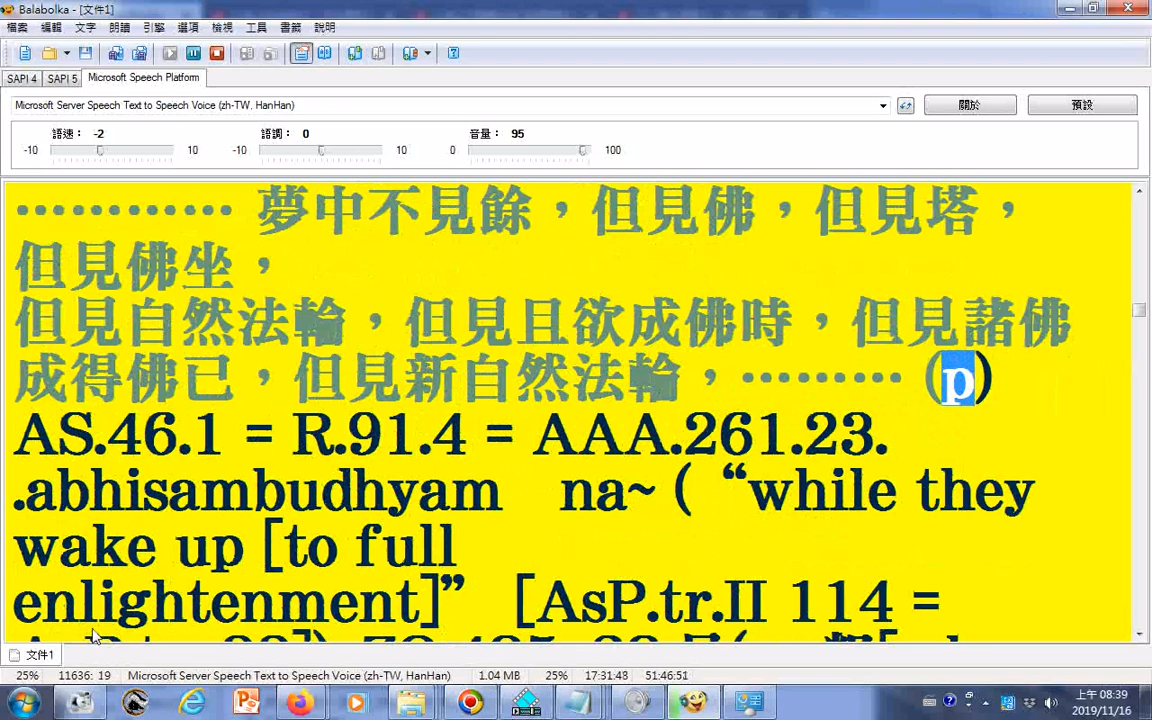 Balabolka - [文件1]
檔案 編輯 文字 朗讀 引擎 選項 檢視 工具 書籤 說明
SAPI 4 SAPI 5 Microsoft Speech Platform
Microsoft Server Speech Text to Speech Voice (zh-TW, HanHan)
關於 預設
語速： -2 語調： 0 音量： 95
-10 10 -10 10 0 100
………… 夢中不見餘，但見佛，但見塔，
但見佛坐，
但見自然法輪，但見且欲成佛時，但見諸佛
成得佛已，但見新自然法輪，……… (p)
AS.46.1 = R.91.4 = AAA.261.23.
.abhisambudhyam na~ ( “while they
wake up [to full
enlightenment]” [AsP.tr.II 114 =
文件1
25% 11636: 19 Microsoft Server Speech Text to Speech Voice (zh-TW, HanHan) 1.04 MB 25% 17:31:48 51:46:51
上午 08:39
2019/11/16